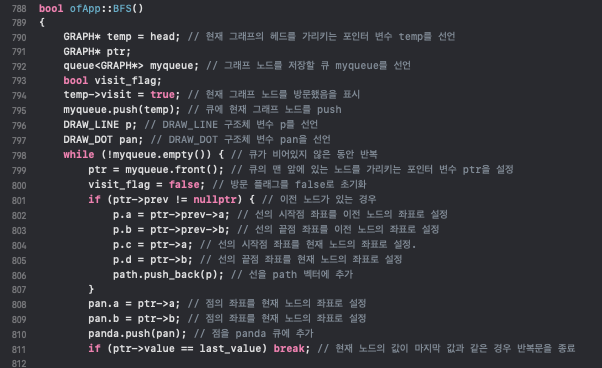 788 bool ofApp::BFS()
789 {
790 GRAPH* temp = head; // 현재 그래프의 헤드를 가리키는 포인터 변수 temp를 선언
791 GRAPH* ptr;
792 queue<GRAPH*> myqueue; // 그래프 노드를 저장할 큐 myqueue를 선언
793 bool visit_flag;
794 temp->visit = true; // 현재 그래프 노드를 방문했음을 표시
795 myqueue.push(temp); // 큐에 현재 그래프 노드를 push
796 DRAW_LINE p; // DRAW_LINE 구조체 변수 p를 선언
797 DRAW_DOT pan; // DRAW_DOT 구조체 변수 pan을 선언
798 while (!myqueue.empty()) { // 큐가 비어있지 않은 동안 반복
799 ptr = myqueue.front(); // 큐의 맨 앞에 있는 노드를 가리키는 포인터 변수 ptr을 설정
800 visit_flag = false; // 방문 플래그를 false로 초기화
801 if (ptr->prev != nullptr) { // 이전 노드가 있는 경우
802 p.a = ptr->prev->a; // 선의 시작점 좌표를 이전 노드의 좌표로 설정
803 p.b = ptr->prev->b; // 선의 끝점 좌표를 이전 노드의 좌표로 설정
804 p.c = ptr->a; // 선의 시작점 좌표를 현재 노드의 좌표로 설정.
805 p.d = ptr->b; // 선의 끝점 좌표를 현재 노드의 좌표로 설정
806 path.push_back(p); // 선을 path 벡터에 추가
807 }
808 pan.a = ptr->a; // 점의 좌표를 현재 노드의 좌표로 설정
809 pan.b = ptr->b; // 점의 좌표를 현재 노드의 좌표로 설정
810 panda.push(pan); // 점을 panda 큐에 추가
811 if (ptr->value == last_value) break; // 현재 노드의 값이 마지막 값과 같은 경우 반복문을 종료
812